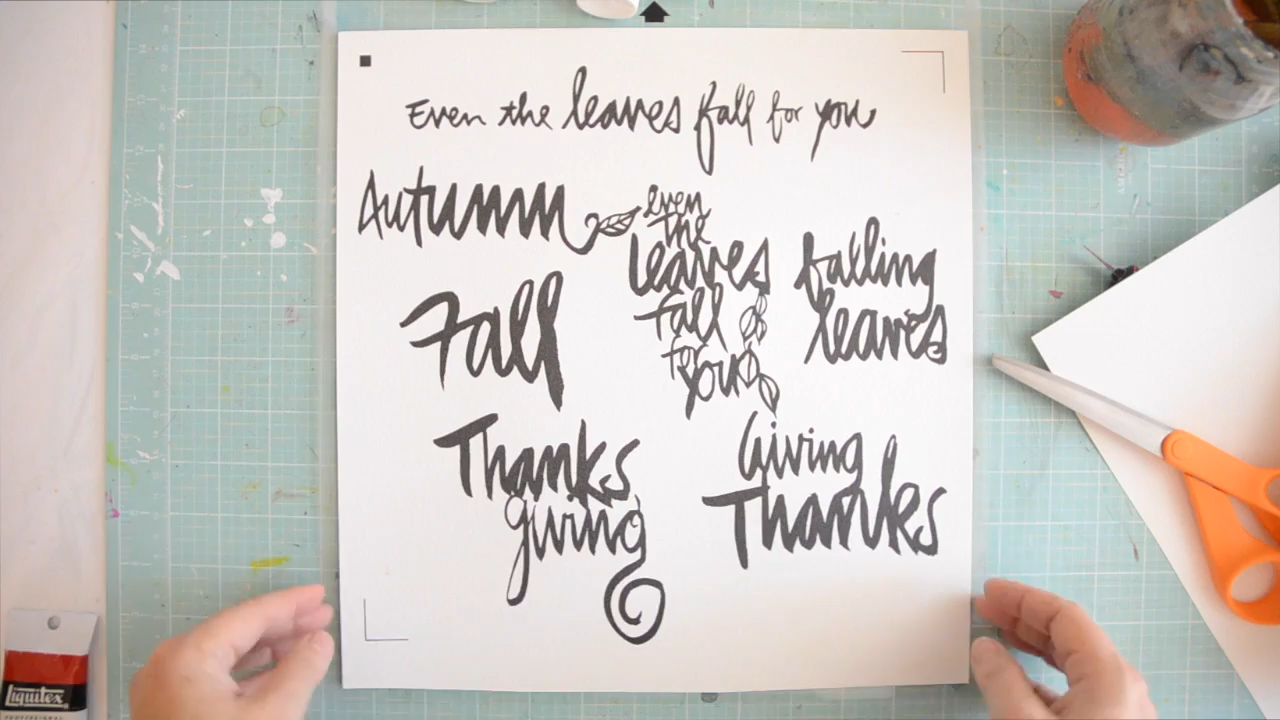 Even the leaves fall for you
Autumn
even
the
leaves
fall
for
you
falling
leaves
Fall
Thanks
giving
Giving
Thanks
Liquitex